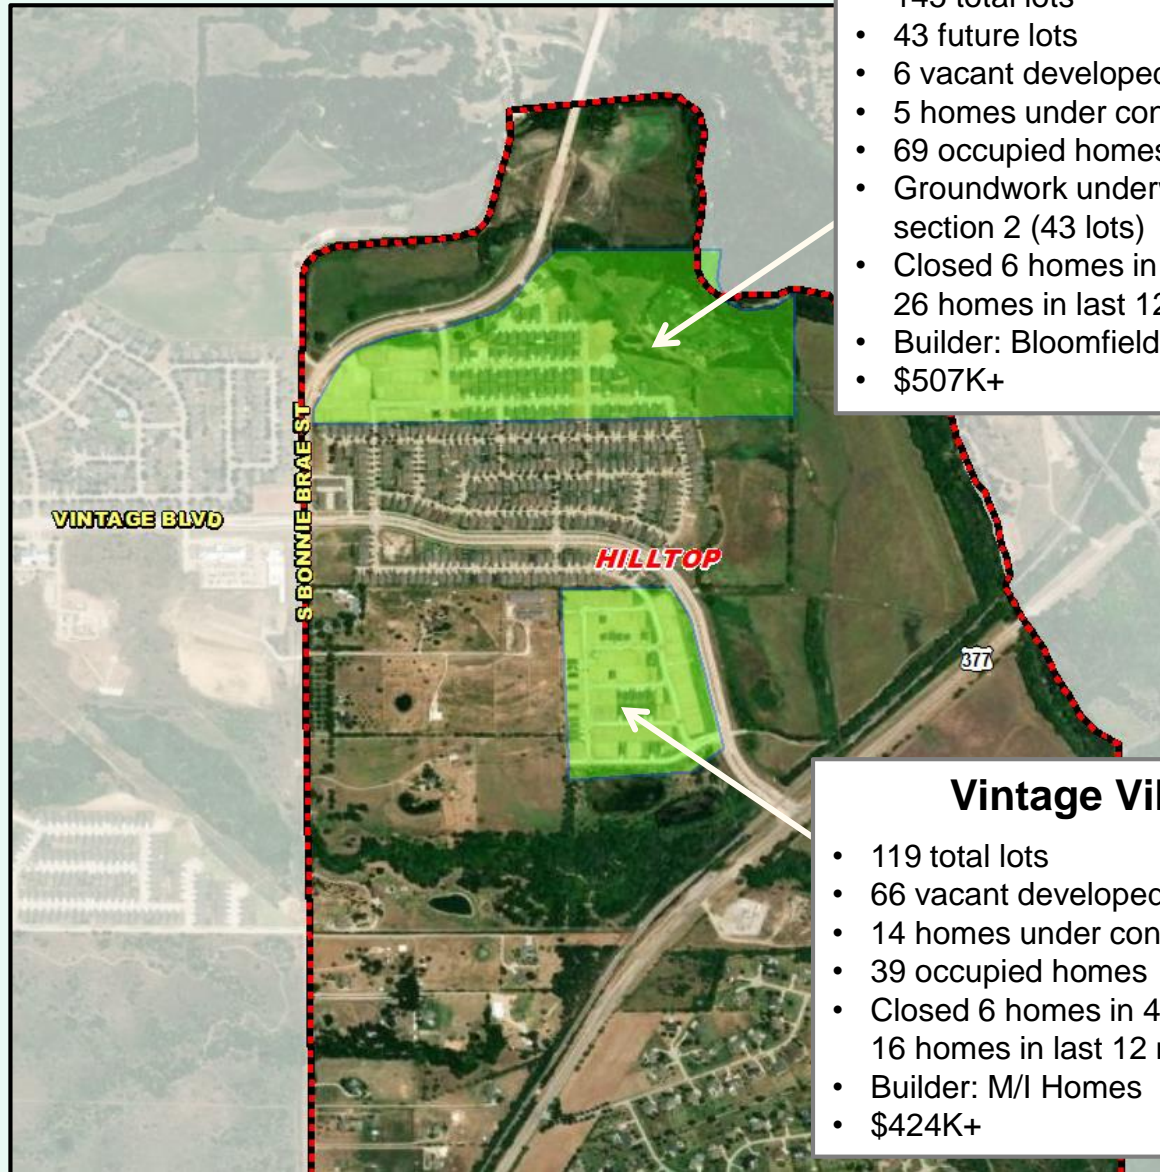 total lots
• 43 future lots
• 6 vacant developed
• 5 homes under con
• 69 occupied homes
• Groundwork under
section 2 (43 lots)
• Closed 6 homes in
26 homes in last 12
• Builder: Bloomfield
• $507K+
S BONNIE BRAE ST
VINTAGE BLVD
HILLTOP
377
Vintage Vil
• 119 total lots
• 66 vacant developed
• 14 homes under con
• 39 occupied homes
• Closed 6 homes in 4
16 homes in last 12
• Builder: M/I Homes
• $424K+